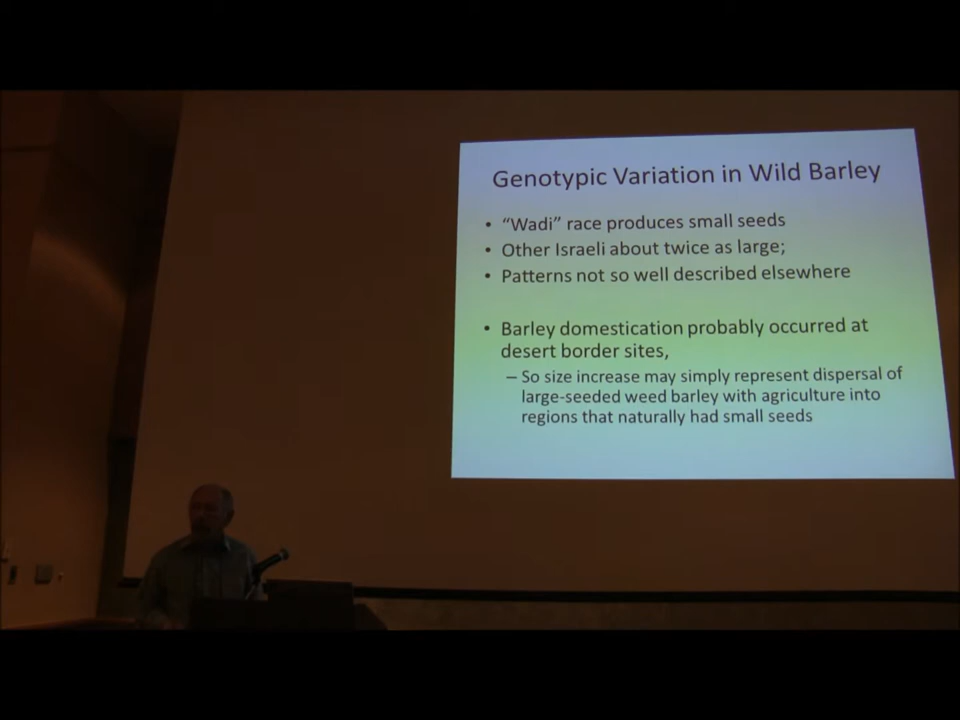 Genotypic Variation in Wild Barley
• “Wadi” race produces small seeds
• Other Israeli about twice as large;
• Patterns not so well described elsewhere
• Barley domestication probably occurred at
desert border sites,
– So size increase may simply represent dispersal of
large-seeded weed barley with agriculture into
regions that naturally had small seeds